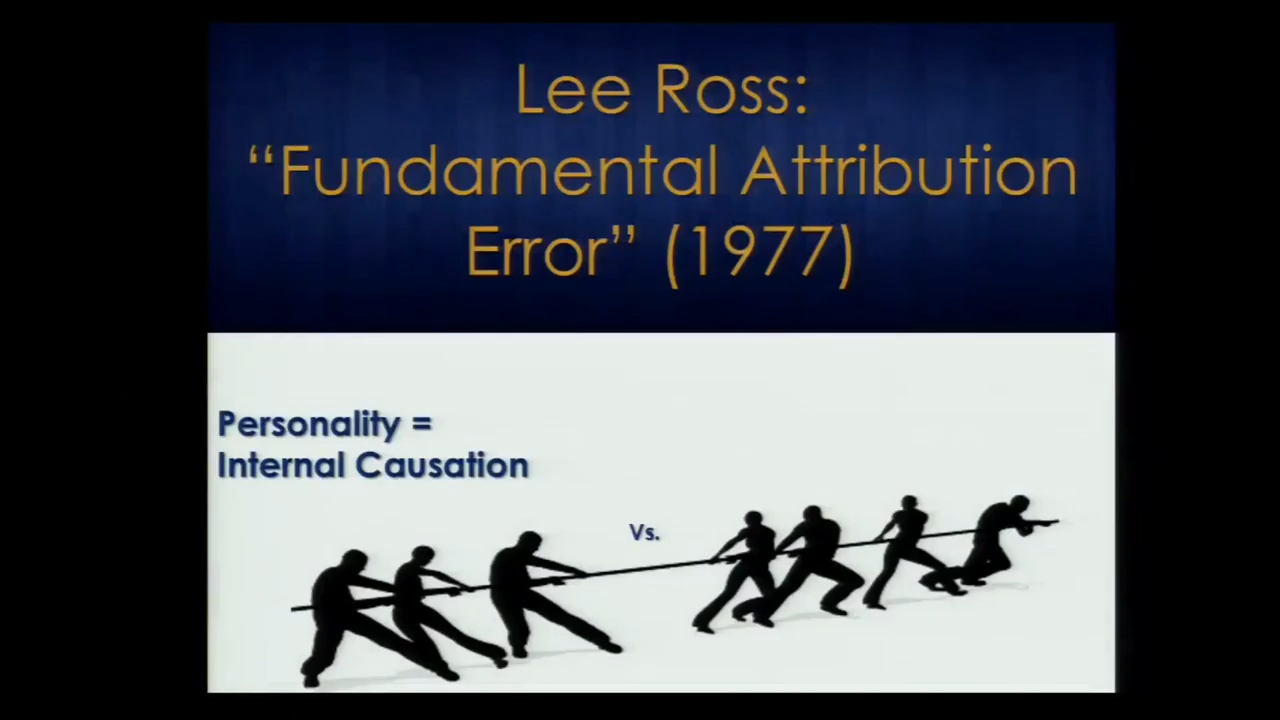 Lee Ross:
“Fundamental Attribution
Error” (1977)
Personality =
Internal Causation
Vs.